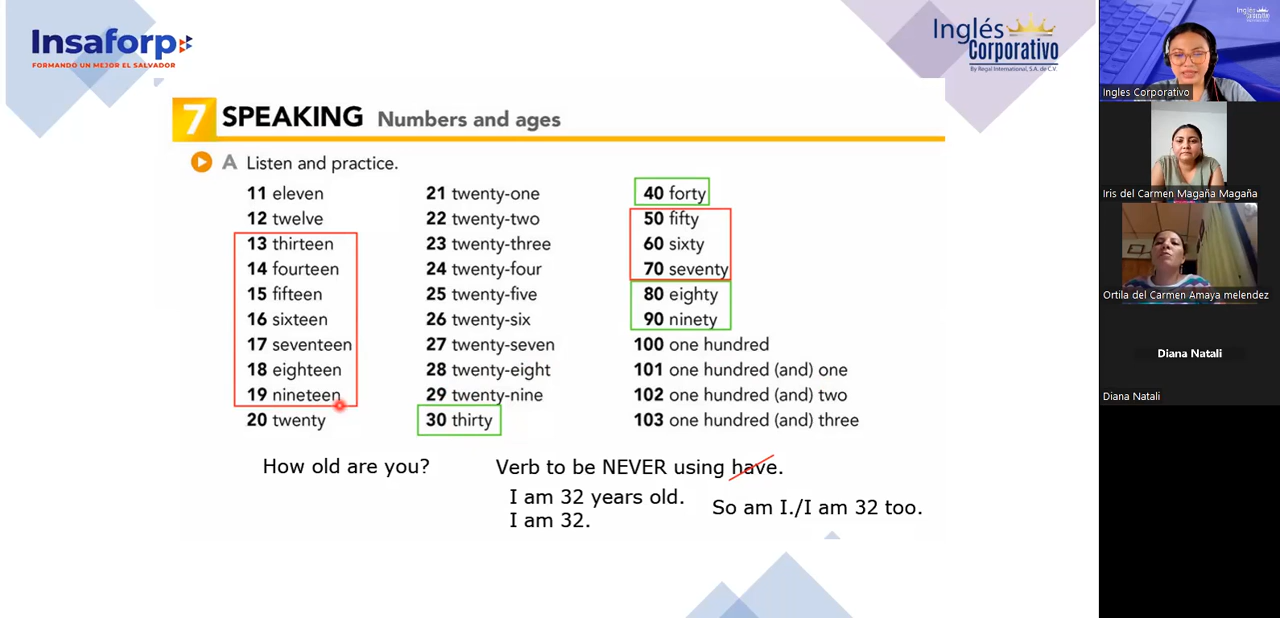 Insaforp
FORMANDO UN MEJOR EL SALVADOR
Inglés
Corporativo
By Regal International, S.A. de C.V.
7 SPEAKING Numbers and ages
A Listen and practice.
11 eleven
12 twelve
13 thirteen
14 fourteen
15 fifteen
16 sixteen
17 seventeen
18 eighteen
19 nineteen
20 twenty
21 twenty-one
22 twenty-two
23 twenty-three
24 twenty-four
25 twenty-five
26 twenty-six
27 twenty-seven
28 twenty-eight
29 twenty-nine
30 thirty
40 forty
50 fifty
60 sixty
70 seventy
80 eighty
90 ninety
100 one hundred
101 one hundred (and) one
102 one hundred (and) two
103 one hundred (and) three
How old are you?
Verb to be NEVER using have.
I am 32 years old.
I am 32.
So am I./I am 32 too.
Inglés
Corporativo
Ingles Corporativo
Iris del Carmen Magaña Magaña
Ortila del Carmen Amaya melendez
Diana Natali
Diana Natali